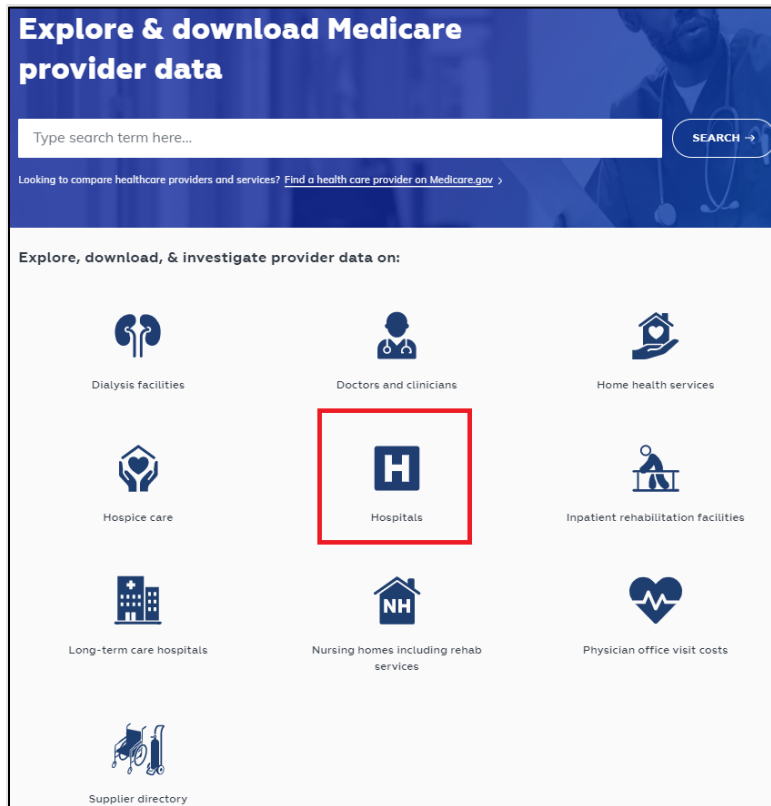 Explore & download Medicare
provider data
Type search term here...
SEARCH →
Looking to compare healthcare providers and services? Find a health care provider on Medicare.gov >
Explore, download, & investigate provider data on:
Dialysis facilities
Doctors and clinicians
Home health services
Hospice care
H
Hospitals
Inpatient rehabilitation facilities
Long-term care hospitals
NH
Nursing homes including rehab
services
Physician office visit costs
Supplier directory